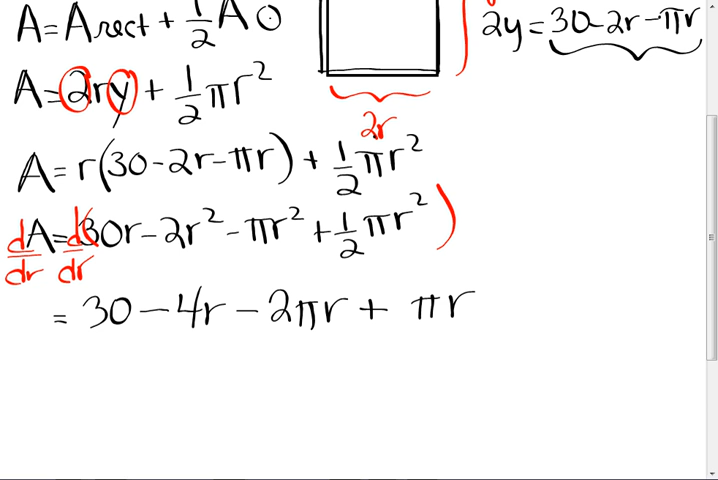 A = Arect + 1/2 A○
2y = 30 - 2r - πr
A = 2ry + 1/2 πr²
2r
A = r(30 - 2r - πr) + 1/2 πr²
d/dr A = d/dr (30r - 2r² - πr² + 1/2 πr²)
= 30 - 4r - 2πr + πr